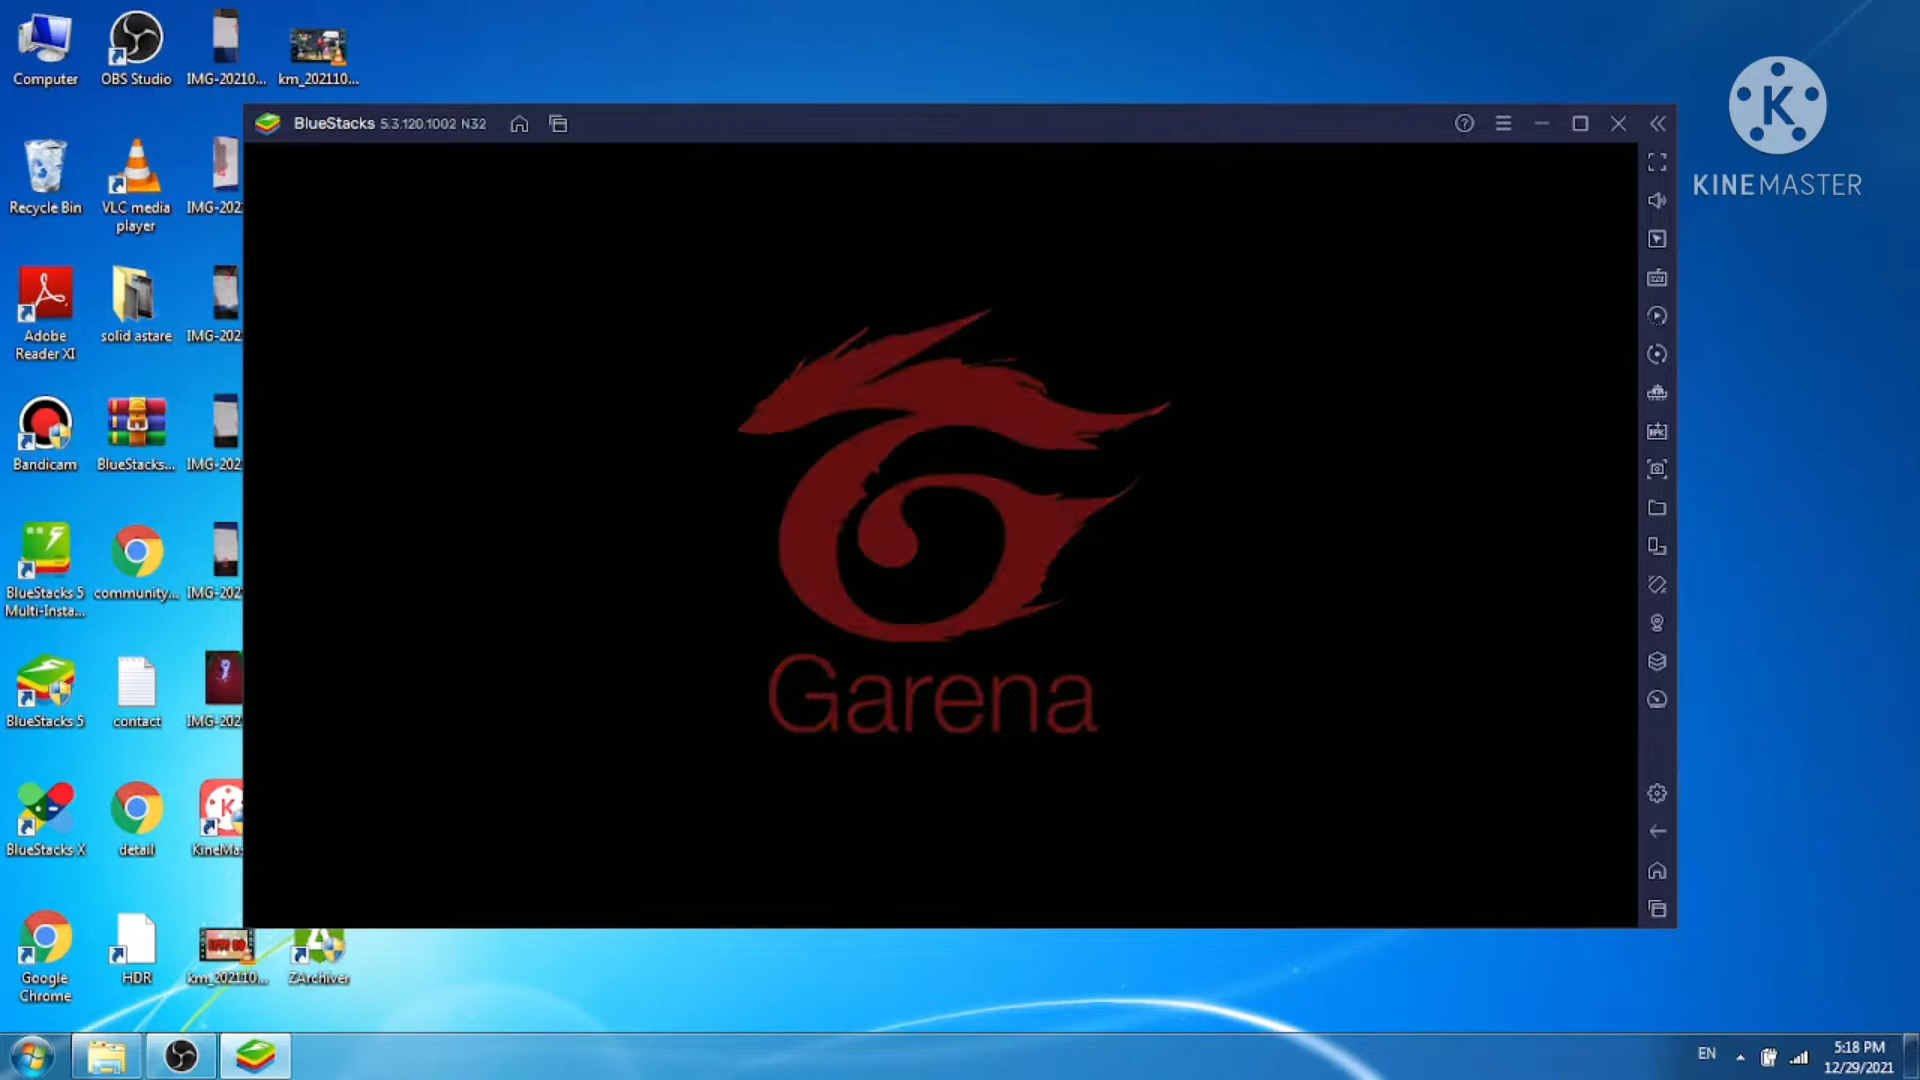 Computer
OBS Studio
IMG-20210...
km_202110...
BlueStacks 5.3.120.1002 N32
KINEMASTER
Recycle Bin
VLC media
player
IMG-202
Adobe
Reader XI
solid astare
IMG-202
Bandicam
BlueStacks...
IMG-202
BlueStacks 5
Multi-Insta...
community...
IMG-202
BlueStacks 5
contact
IMG-202
Garena
BlueStacks X
detail
KineMas
Google
Chrome
HDR
km_202110...
ZArchiver
EN
5:18 PM
12/29/2021